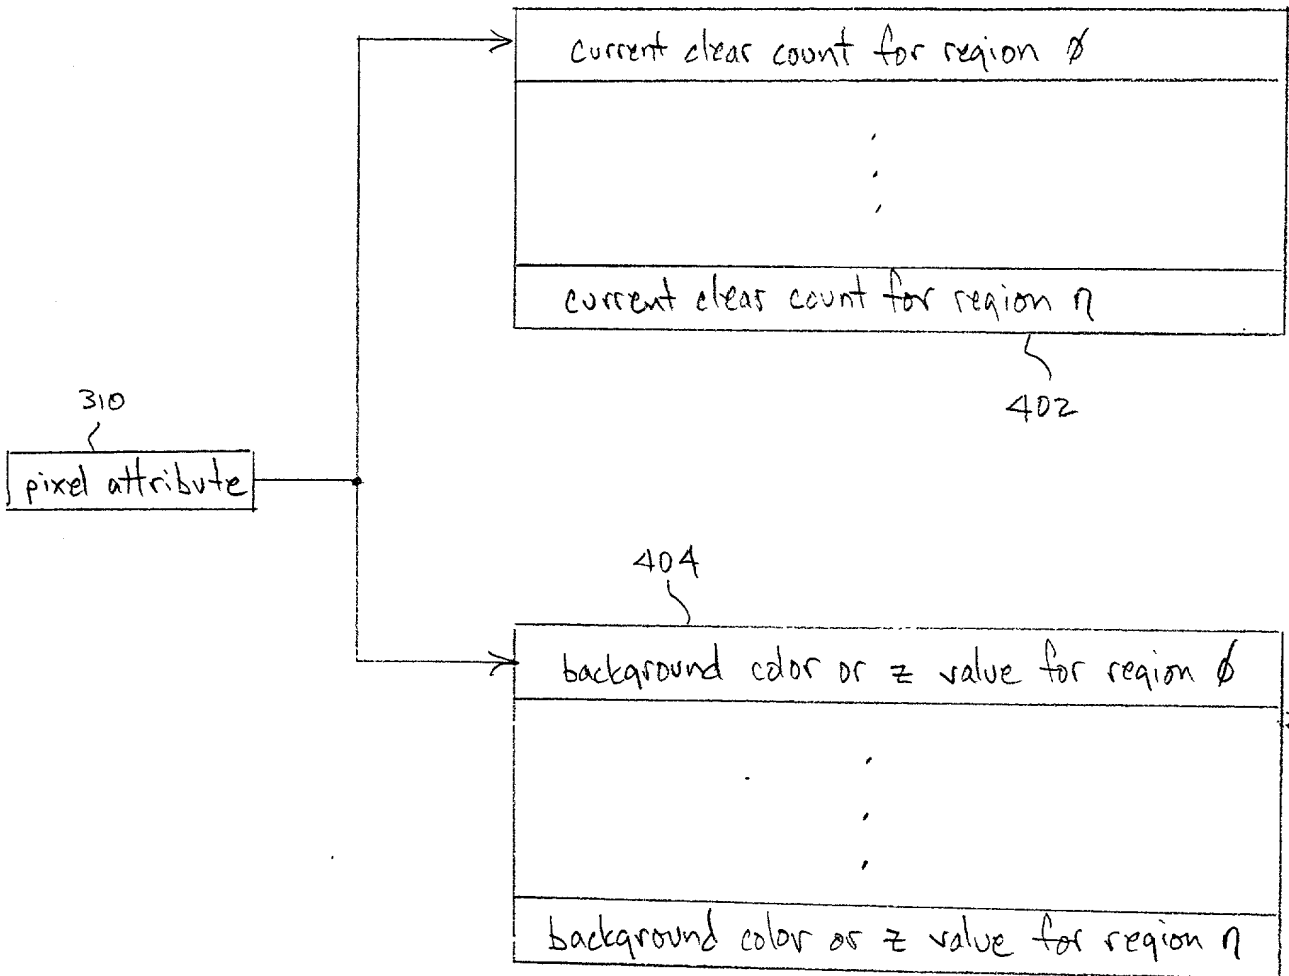 current clear count for region ø
current clear count for region n
402
310
pixel attribute
404
background color or z value for region ø
background color or z value for region n